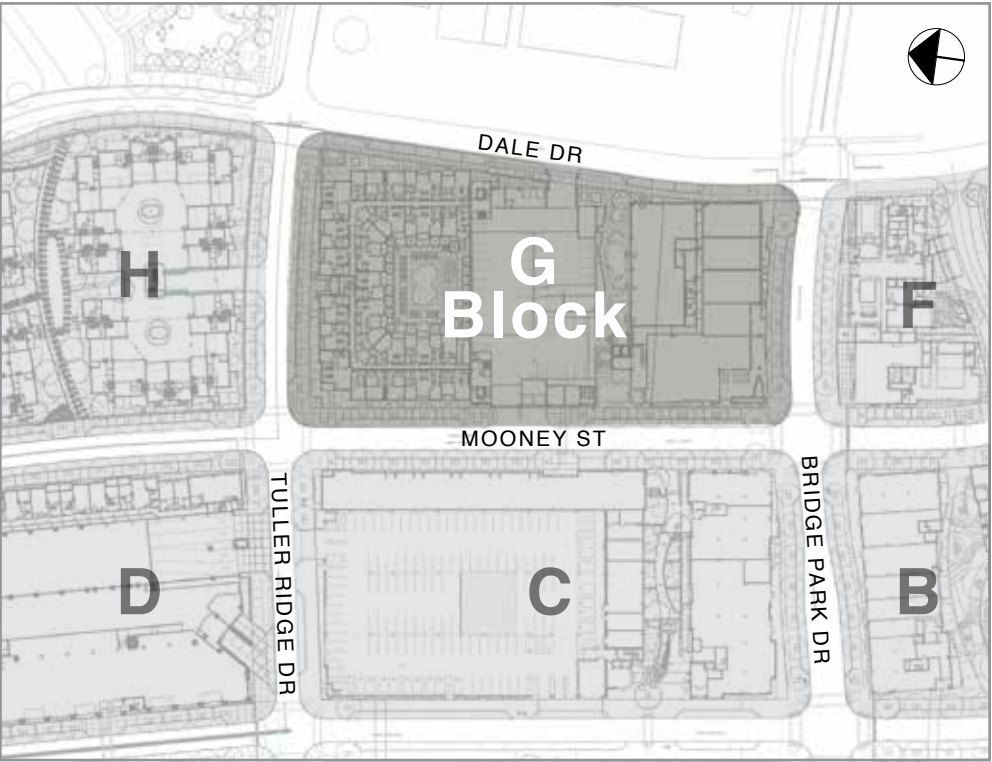 DALE DR
H
G
Block
F
MOONEY ST
TULLER RIDGE DR
BRIDGE PARK DR
D
C
B